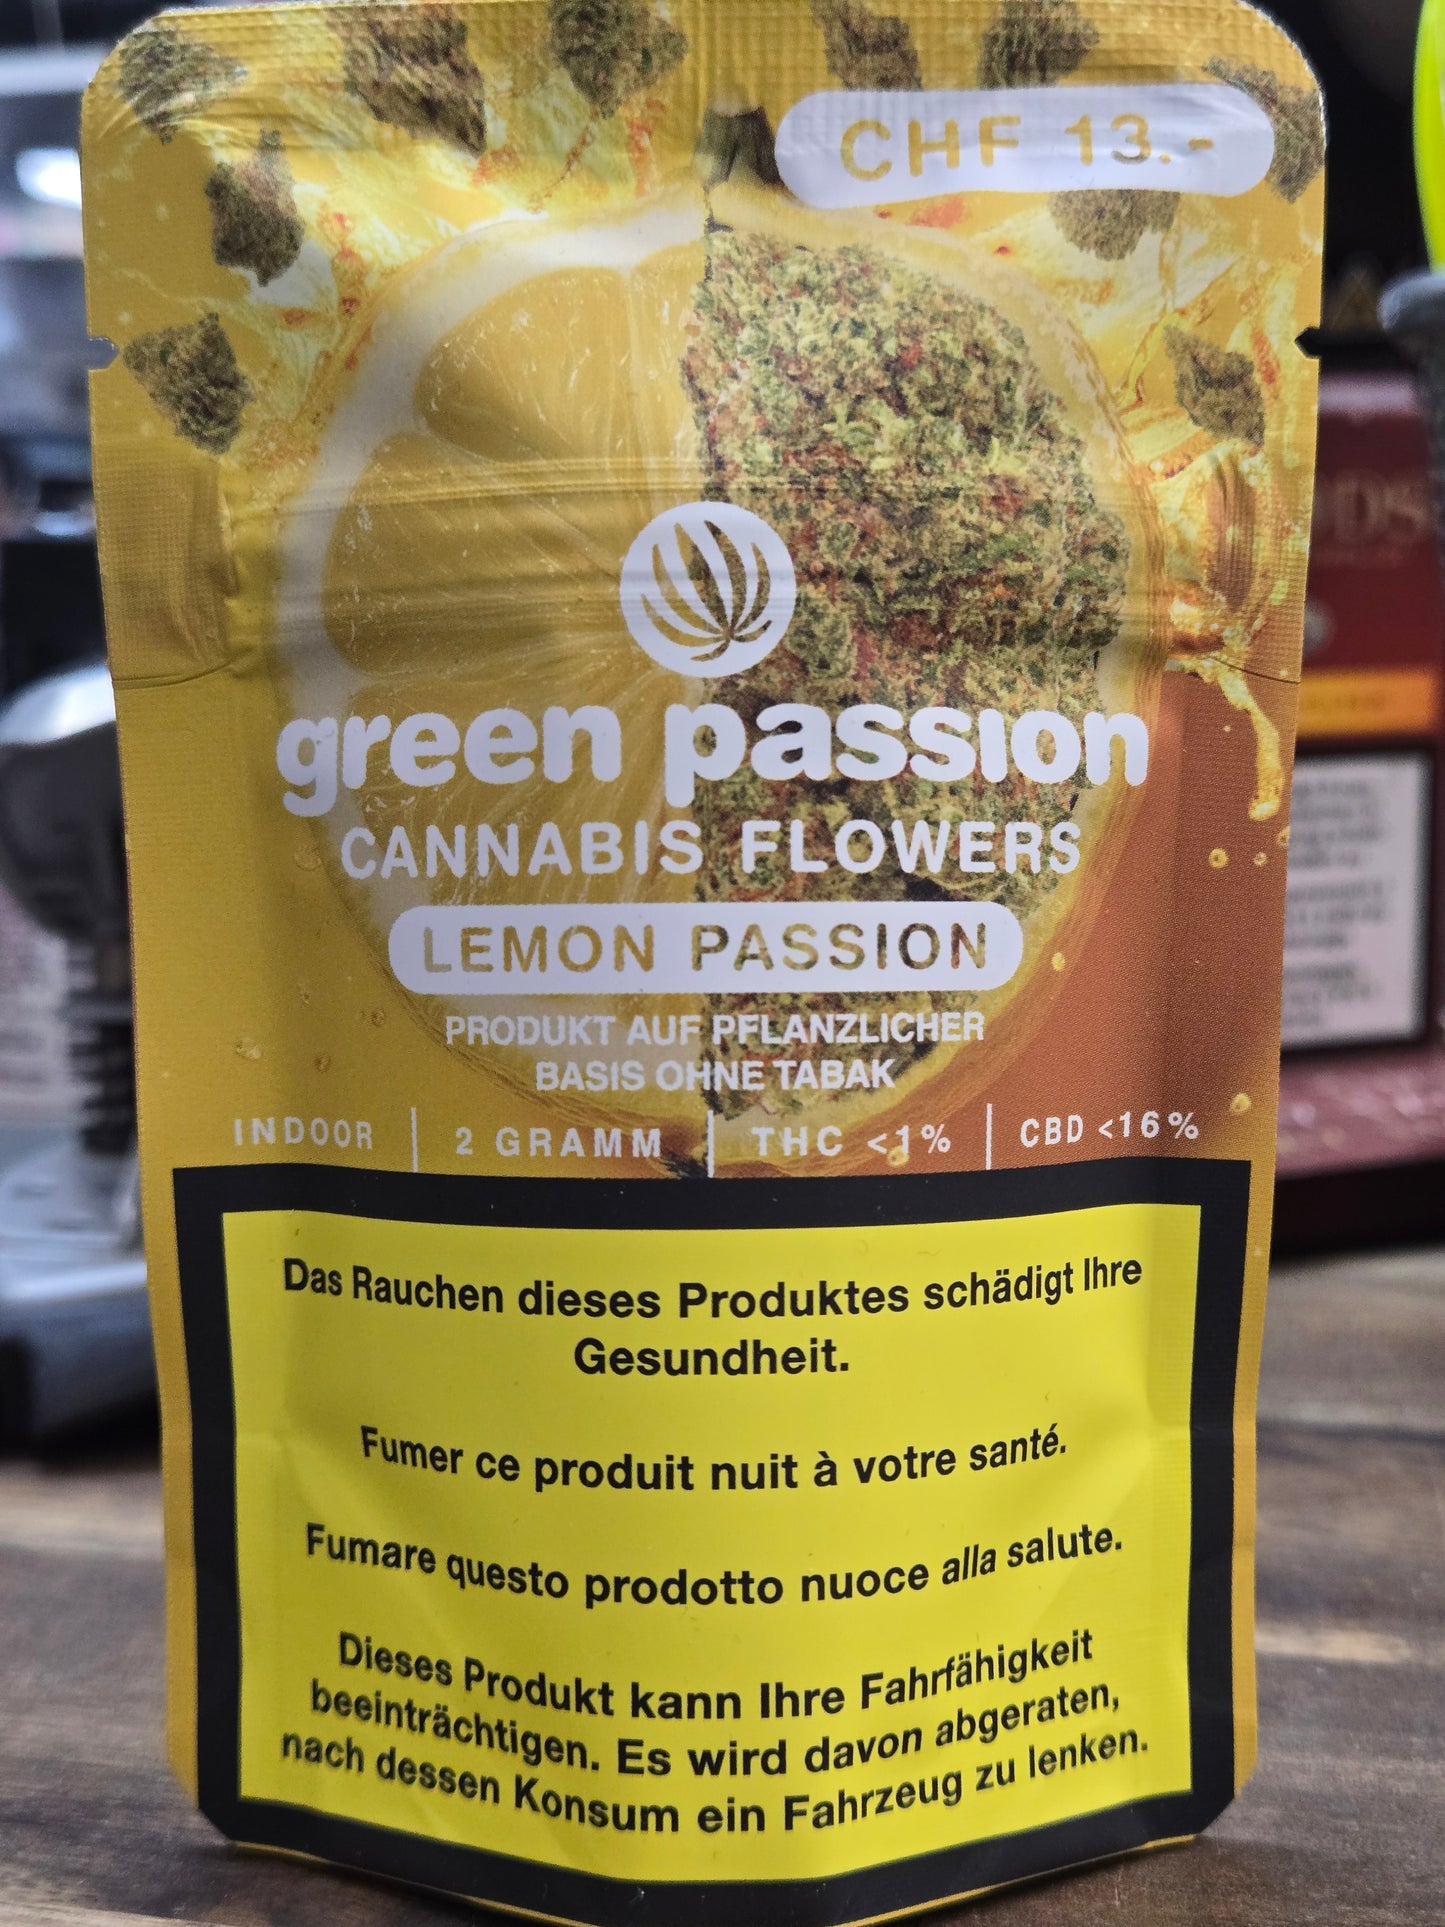 CHF 13.-
green passion
CANNABIS FLOWERS
LEMON PASSION
PRODUKT AUF PFLANZLICHER
BASIS OHNE TABAK
INDOOR | 2 GRAMM | THC <1% | CBD <16%
Das Rauchen dieses Produktes schädigt Ihre
Gesundheit.
Fumer ce produit nuit à votre santé.
Fumare questo prodotto nuoce alla salute.
Dieses Produkt kann Ihre Fahrfähigkeit
beeinträchtigen. Es wird davon abgeraten,
nach dessen Konsum ein Fahrzeug zu lenken.